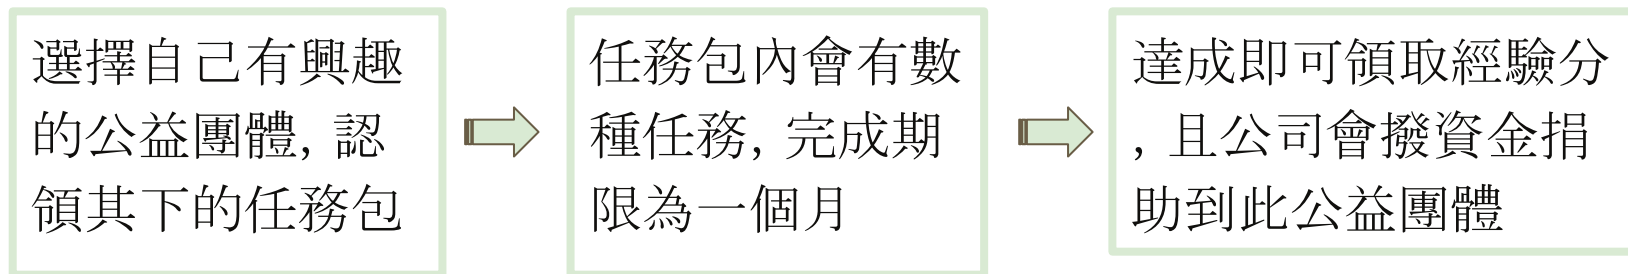 選擇自己有興趣
的公益團體, 認
領其下的任務包
任務包內會有數
種任務, 完成期
限為一個月
達成即可領取經驗分
, 且公司會撥資金捐
助到此公益團體